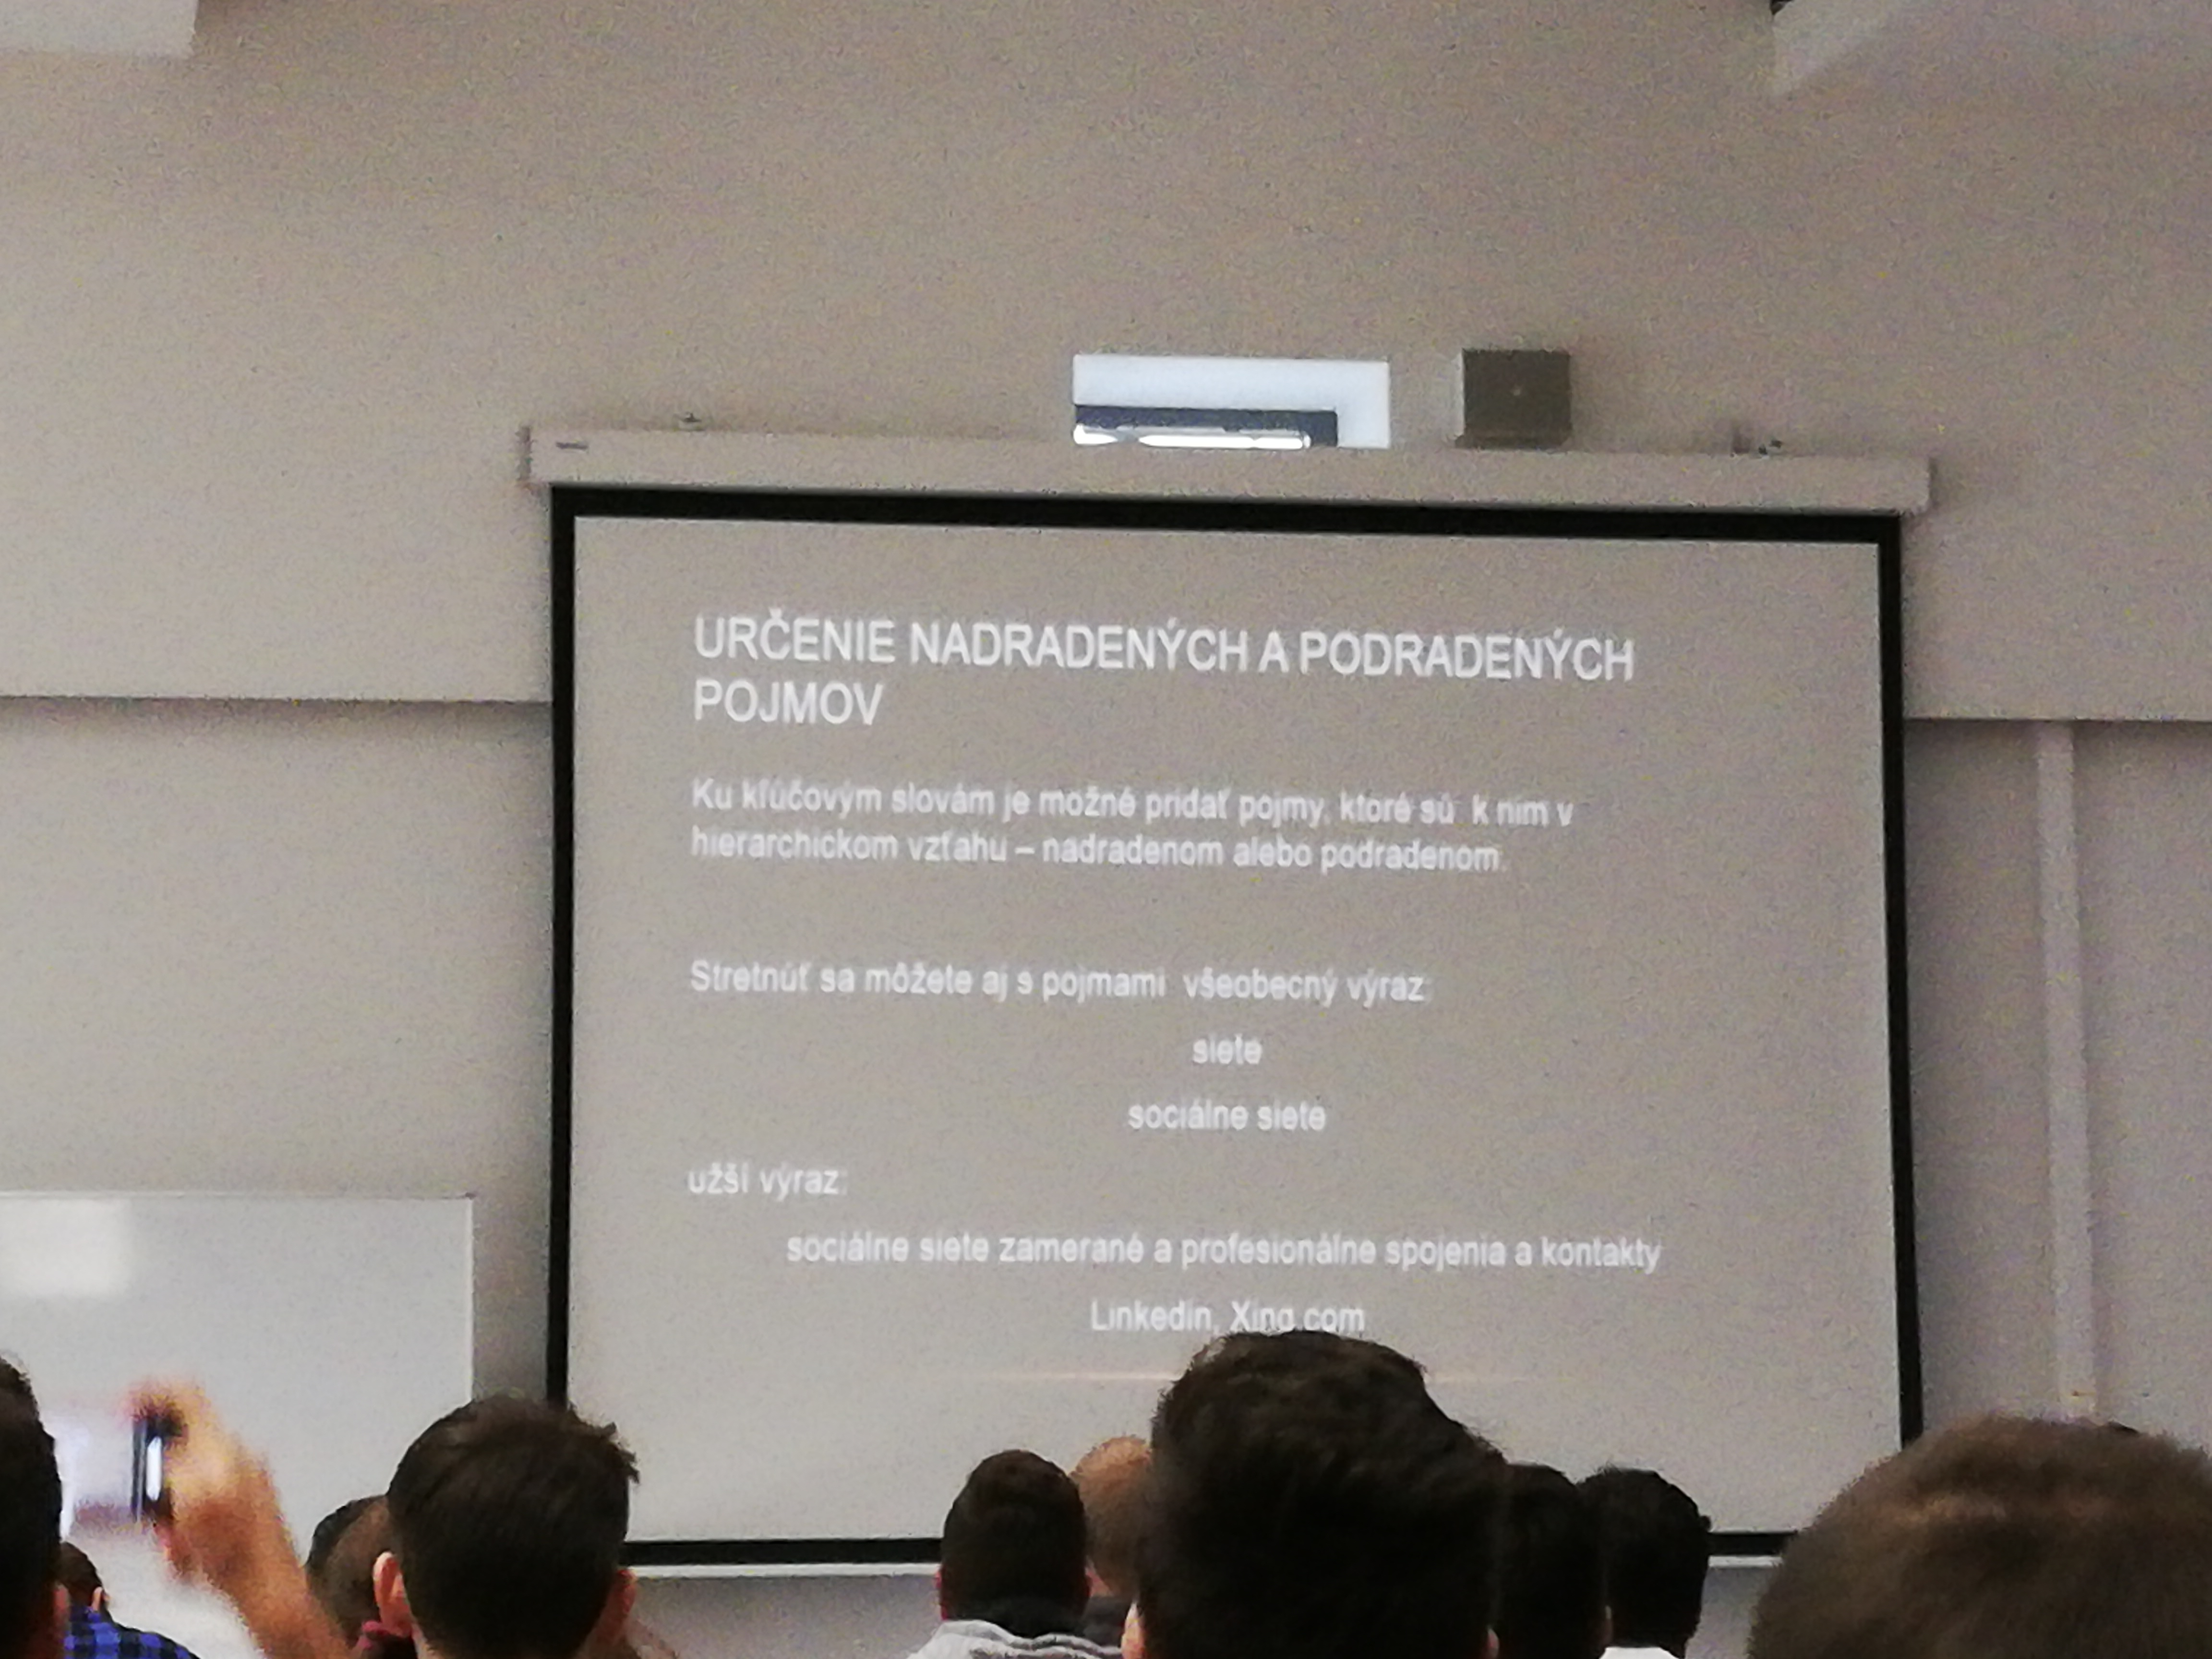 URČENIE NADRADENÝCH A PODRADENÝCH
POJMOV
Ku kľúčovým slovám je možné pridať pojmy, ktoré sú k ním v
hierarchickom vzťahu – nadradenom alebo podradenom.
Stretnúť sa môžete aj s pojmami všeobecný výraz:
siete
sociálne siete
užší výraz:
sociálne siete zamerané a profesionálne spojenia a kontakty
Linkedin, Xing.com